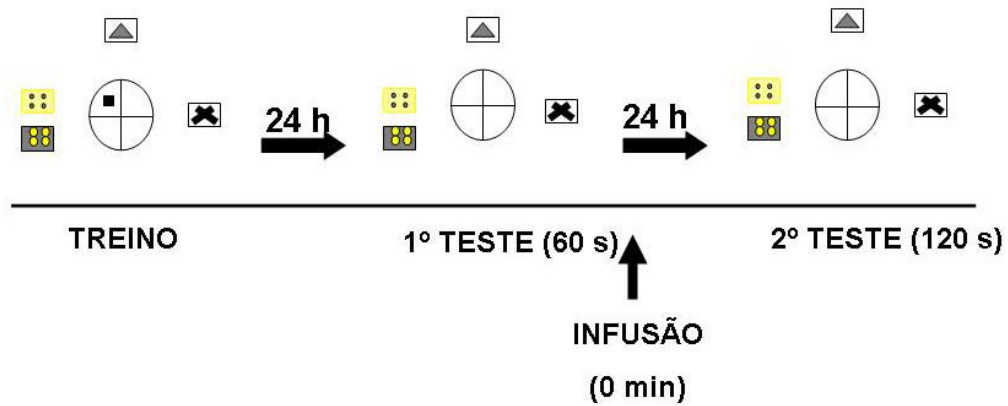 24 h
24 h
TREINO
1º TESTE (60 s)
2º TESTE (120 s)
INFUSÃO
(0 min)